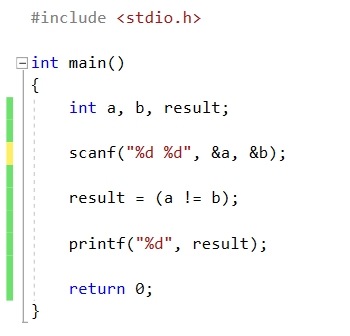 #include <stdio.h>
int main()
{
int a, b, result;
scanf("%d %d", &a, &b);
result = (a != b);
printf("%d", result);
return 0;
}